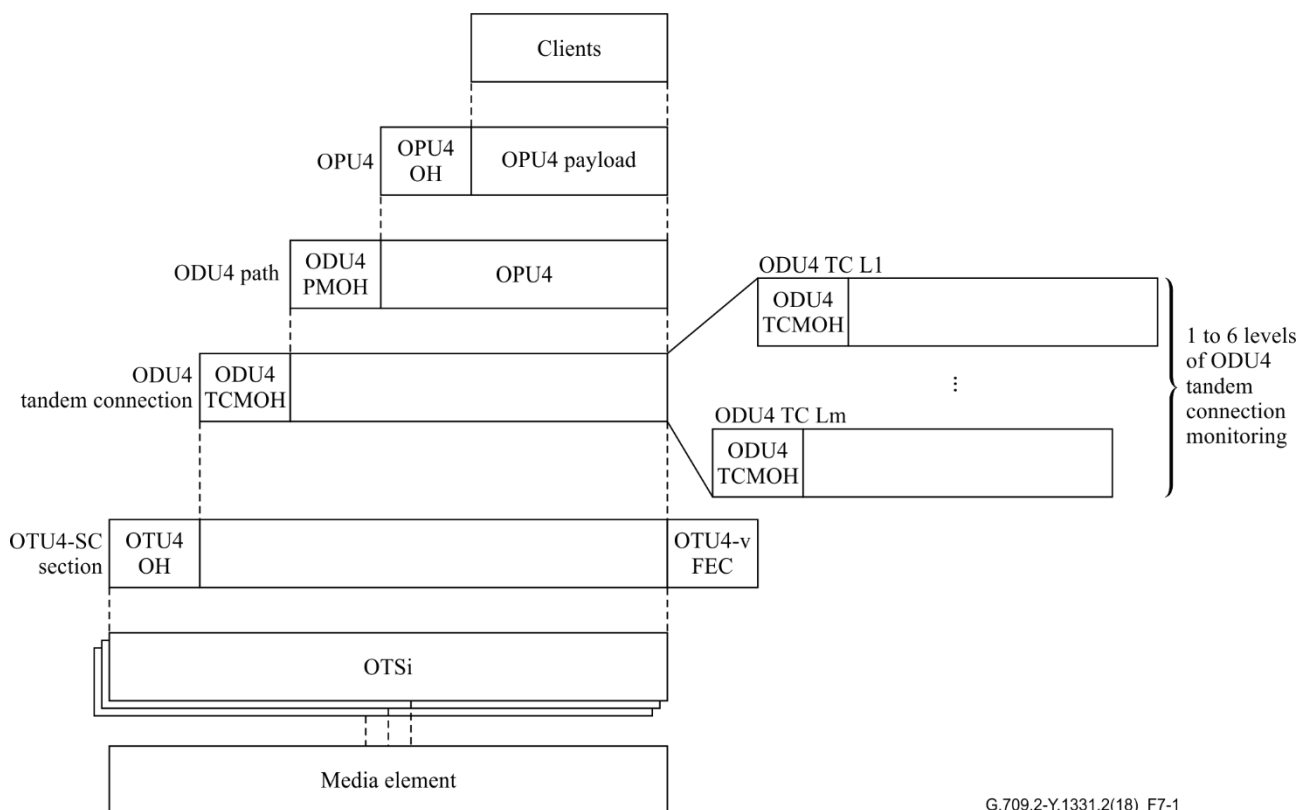 Clients
OPU4
OPU4
OH
OPU4 payload
ODU4 path
ODU4
PMOH
OPU4
ODU4 TC L1
ODU4
TCMOH
1 to 6 levels
of ODU4
tandem
connection
monitoring
ODU4
tandem connection
ODU4
TCMOH
...
ODU4 TC Lm
ODU4
TCMOH
OTU4-SC
section
OTU4
OH
OTU4-v
FEC
OTSi
Media element
G.709.2-Y.1331.2(18)_F7-1